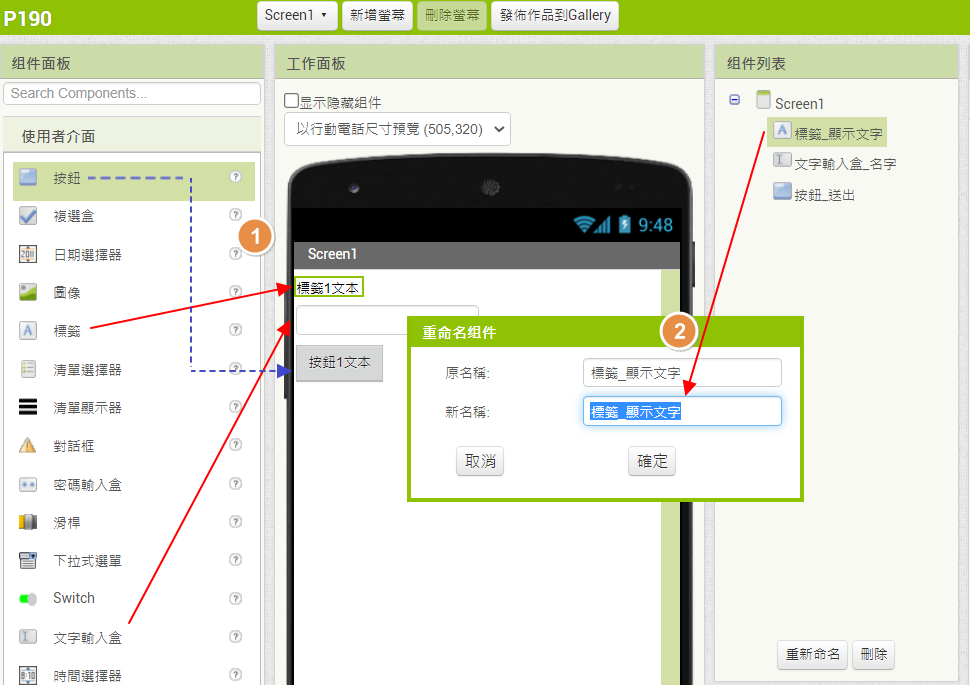 P190
Screen1 ▾
新增螢幕
刪除螢幕
發佈作品到Gallery
組件面板
Search Components...
使用者介面
按鈕
複選盒
日期選擇器
圖像
標籤
清單選擇器
清單顯示器
對話框
密碼輸入盒
滑桿
下拉式選單
Switch
文字輸入盒
時間選擇器
1
工作面板
显示隐藏组件
以行動電話尺寸預覽 (505,320)
9:48
Screen1
標籤1文本
按鈕1文本
2
重命名组件
原名稱:
標籤_顯示文字
新名稱:
標籤_顯示文字
取消
確定
組件列表
Screen1
標籤_顯示文字
文字輸入盒_名字
按鈕_送出
重新命名
刪除